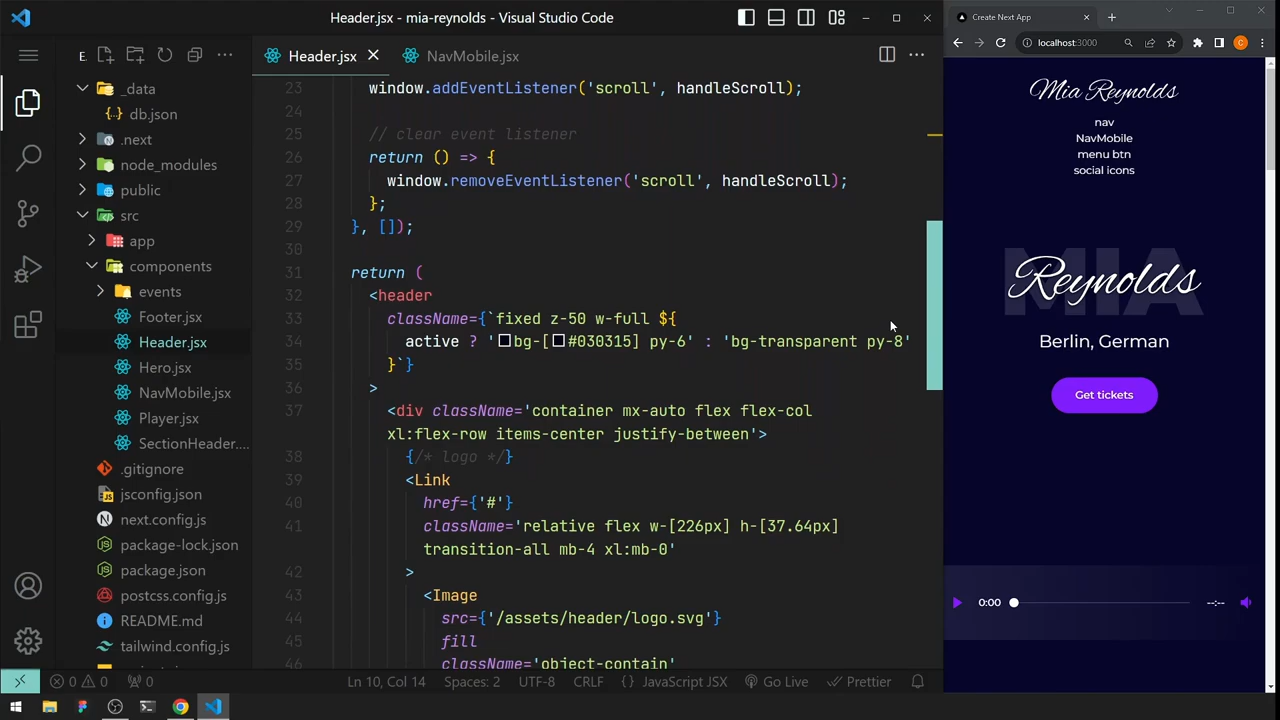 Header.jsx - mia-reynolds - Visual Studio Code
E
Header.jsx
NavMobile.jsx
_data
db.json
.next
node_modules
public
src
app
components
events
Footer.jsx
Header.jsx
Hero.jsx
NavMobile.jsx
Player.jsx
SectionHeader....
.gitignore
jsconfig.json
next.config.js
package-lock.json
package.json
postcss.config.js
README.md
tailwind.config.js
23 window.addEventListener('scroll', handleScroll);
24
25 // clear event listener
26 return () => {
27 window.removeEventListener('scroll', handleScroll);
28 };
29 }, []);
30
31 return (
32 <header
33 className={`fixed z-50 w-full ${
34 active ? 'bg-[#030315] py-6' : 'bg-transparent py-8'
35 }`}
36 >
37 <div className='container mx-auto flex flex-col
xl:flex-row items-center justify-between'>
38 {/* logo */}
39 <Link
40 href={'#'}
41 className='relative flex w-[226px] h-[37.64px]
transition-all mb-4 xl:mb-0'
42 >
43 <Image
44 src={'/assets/header/logo.svg'}
45 fill
46 className='object-contain'
0 0
0
Ln 10, Col 14
Spaces: 2
UTF-8
CRLF
{} JavaScript JSX
Go Live
Prettier
Create Next App
localhost:3000
C
Mia Reynolds
nav
NavMobile
menu btn
social icons
MIA
Reynolds
Berlin, German
Get tickets
0:00
--:--